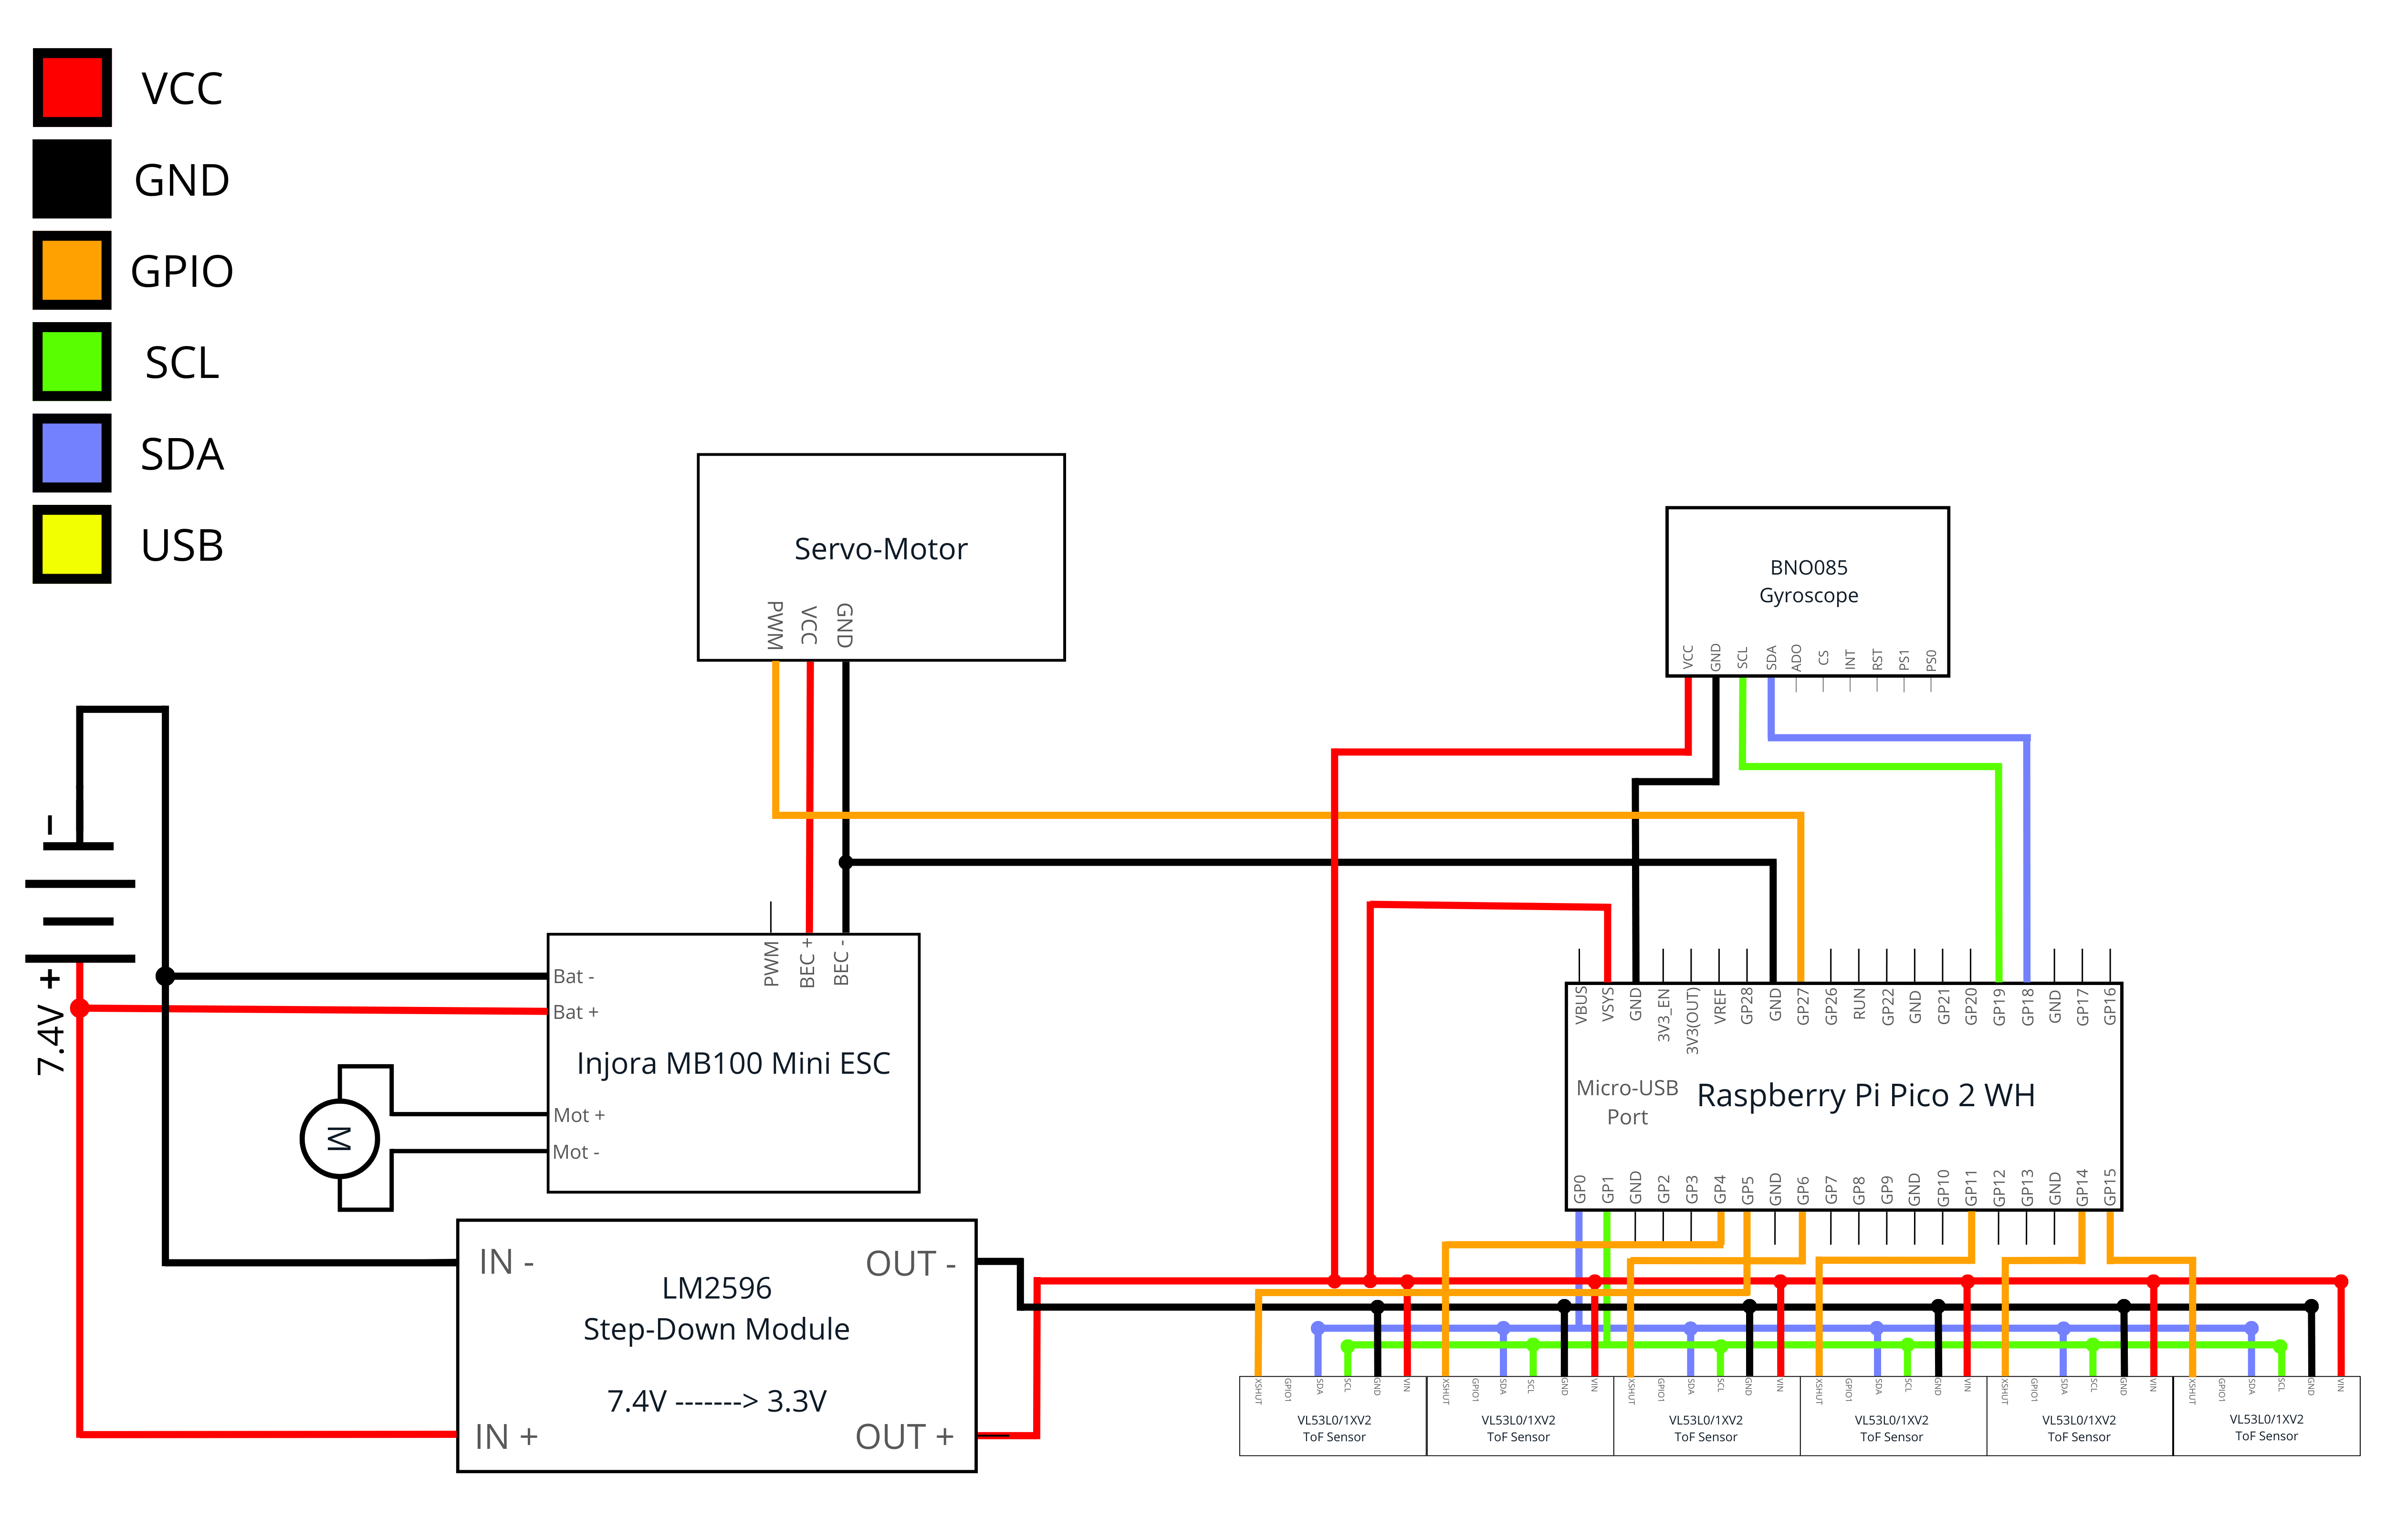 VCC
GND
GPIO
SCL
SDA
USB
Servo-Motor
PWM
VCC
GND
BNO085
Gyroscope
VCC
GND
SCL
SDA
ADO
CS
INT
RST
PS1
PS0
−
+
7.4V
PWM
BEC +
BEC -
Bat -
Bat +
Injora MB100 Mini ESC
Mot +
Mot -
M
VBUS
VSYS
GND
3V3_EN
3V3(OUT)
VREF
GP28
GND
GP27
GP26
RUN
GP22
GND
GP21
GP20
GP19
GP18
GND
GP17
GP16
Micro-USB
Port
Raspberry Pi Pico 2 WH
GP0
GP1
GND
GP2
GP3
GP4
GP5
GND
GP6
GP7
GP8
GP9
GND
GP10
GP11
GP12
GP13
GND
GP14
GP15
IN -
OUT -
LM2596
Step-Down Module
7.4V -------> 3.3V
IN +
OUT +
XSHUT
GPIO1
SDA
SCL
GND
VIN
VL53L0/1XV2
ToF Sensor
XSHUT
GPIO1
SDA
SCL
GND
VIN
VL53L0/1XV2
ToF Sensor
XSHUT
GPIO1
SDA
SCL
GND
VIN
VL53L0/1XV2
ToF Sensor
XSHUT
GPIO1
SDA
SCL
GND
VIN
VL53L0/1XV2
ToF Sensor
XSHUT
GPIO1
SDA
SCL
GND
VIN
VL53L0/1XV2
ToF Sensor
XSHUT
GPIO1
SDA
SCL
GND
VIN
VL53L0/1XV2
ToF Sensor